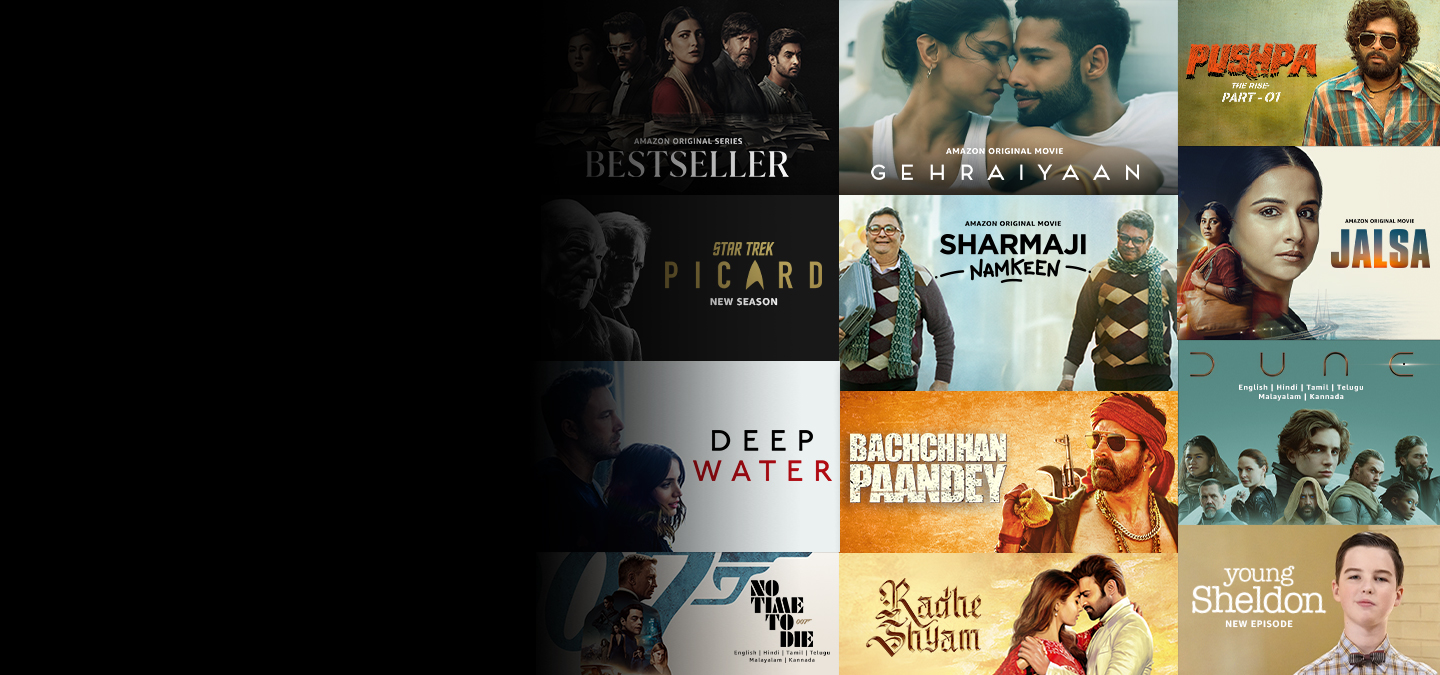 AMAZON ORIGINAL SERIES
BESTSELLER
STAR TREK
PICARD
NEW SEASON
DEEP
WATER
007
NO
TIME
TO
007
DIE
English | Hindi | Tamil | Telugu
Malayalam | Kannada
AMAZON ORIGINAL MOVIE
GEHRAIYAAN
AMAZON ORIGINAL MOVIE
SHARMAJI
NAMKEEN
BACHCHHAN
PAANDEY
Radhe
Shyam
PUSHPA
THE RISE
PART - 01
AMAZON ORIGINAL MOVIE
JALSA
DUNE
English | Hindi | Tamil | Telugu
Malayalam | Kannada
young
Sheldon
NEW EPISODE